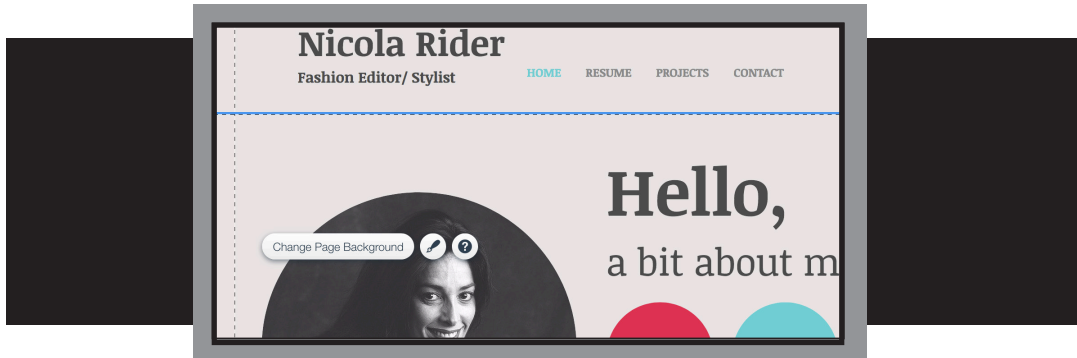 Nicola Rider
Fashion Editor/ Stylist
HOME RESUME PROJECTS CONTACT
Hello,
Change Page Background ?
a bit about m